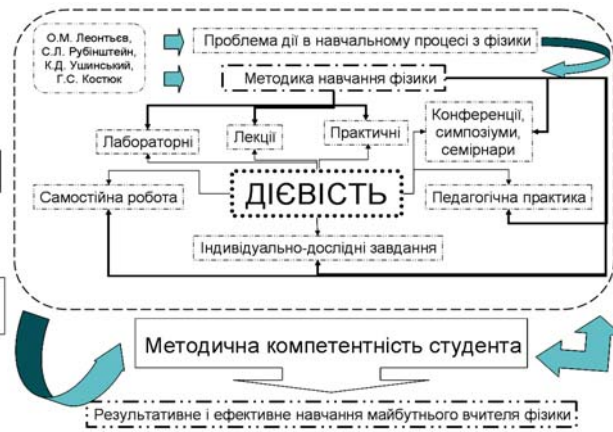 О.М. Леонтьєв,
С.Л. Рубінштейн,
К.Д. Ушинський,
Г.С. Костюк
Проблема дії в навчальному процесі з фізики
Методика навчання фізики
Лабораторні
Лекції
Практичні
Конференції,
симпозіуми,
семірнари
Самостійна робота
ДІЄВІСТЬ
Педагогічна практика
Індивідуально-дослідні завдання
Методична компетентність студента
Результативне і ефективне навчання майбутнього вчителя фізики